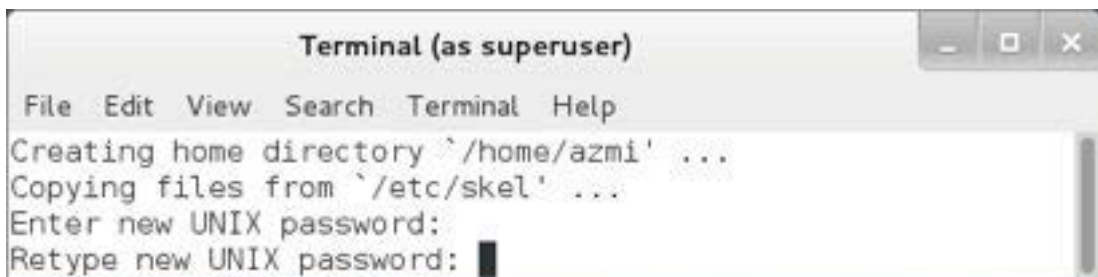 Terminal (as superuser)
File Edit View Search Terminal Help
Creating home directory `/home/azmi' ...
Copying files from `/etc/skel' ...
Enter new UNIX password:
Retype new UNIX password: